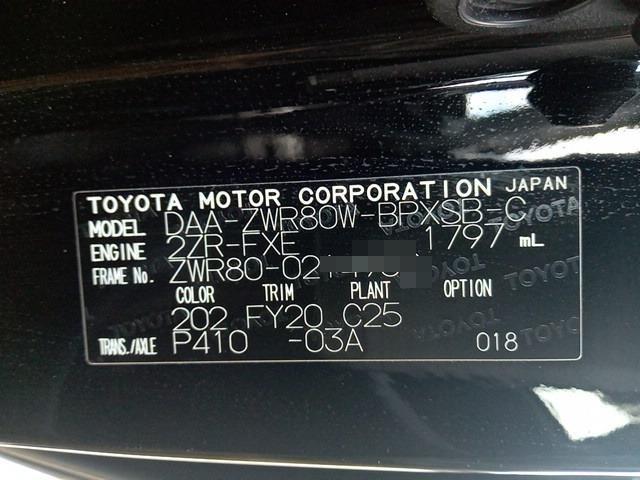 TOYOTA MOTOR CORPORATION JAPAN
MODEL DAA-ZWR80W-BPXSB-C
ENGINE 2ZR-FXE 1797 mL
FRAME No. ZWR80-02
COLOR TRIM PLANT OPTION
202 FY20 C25
TRANS./AXLE P410 -03A 018